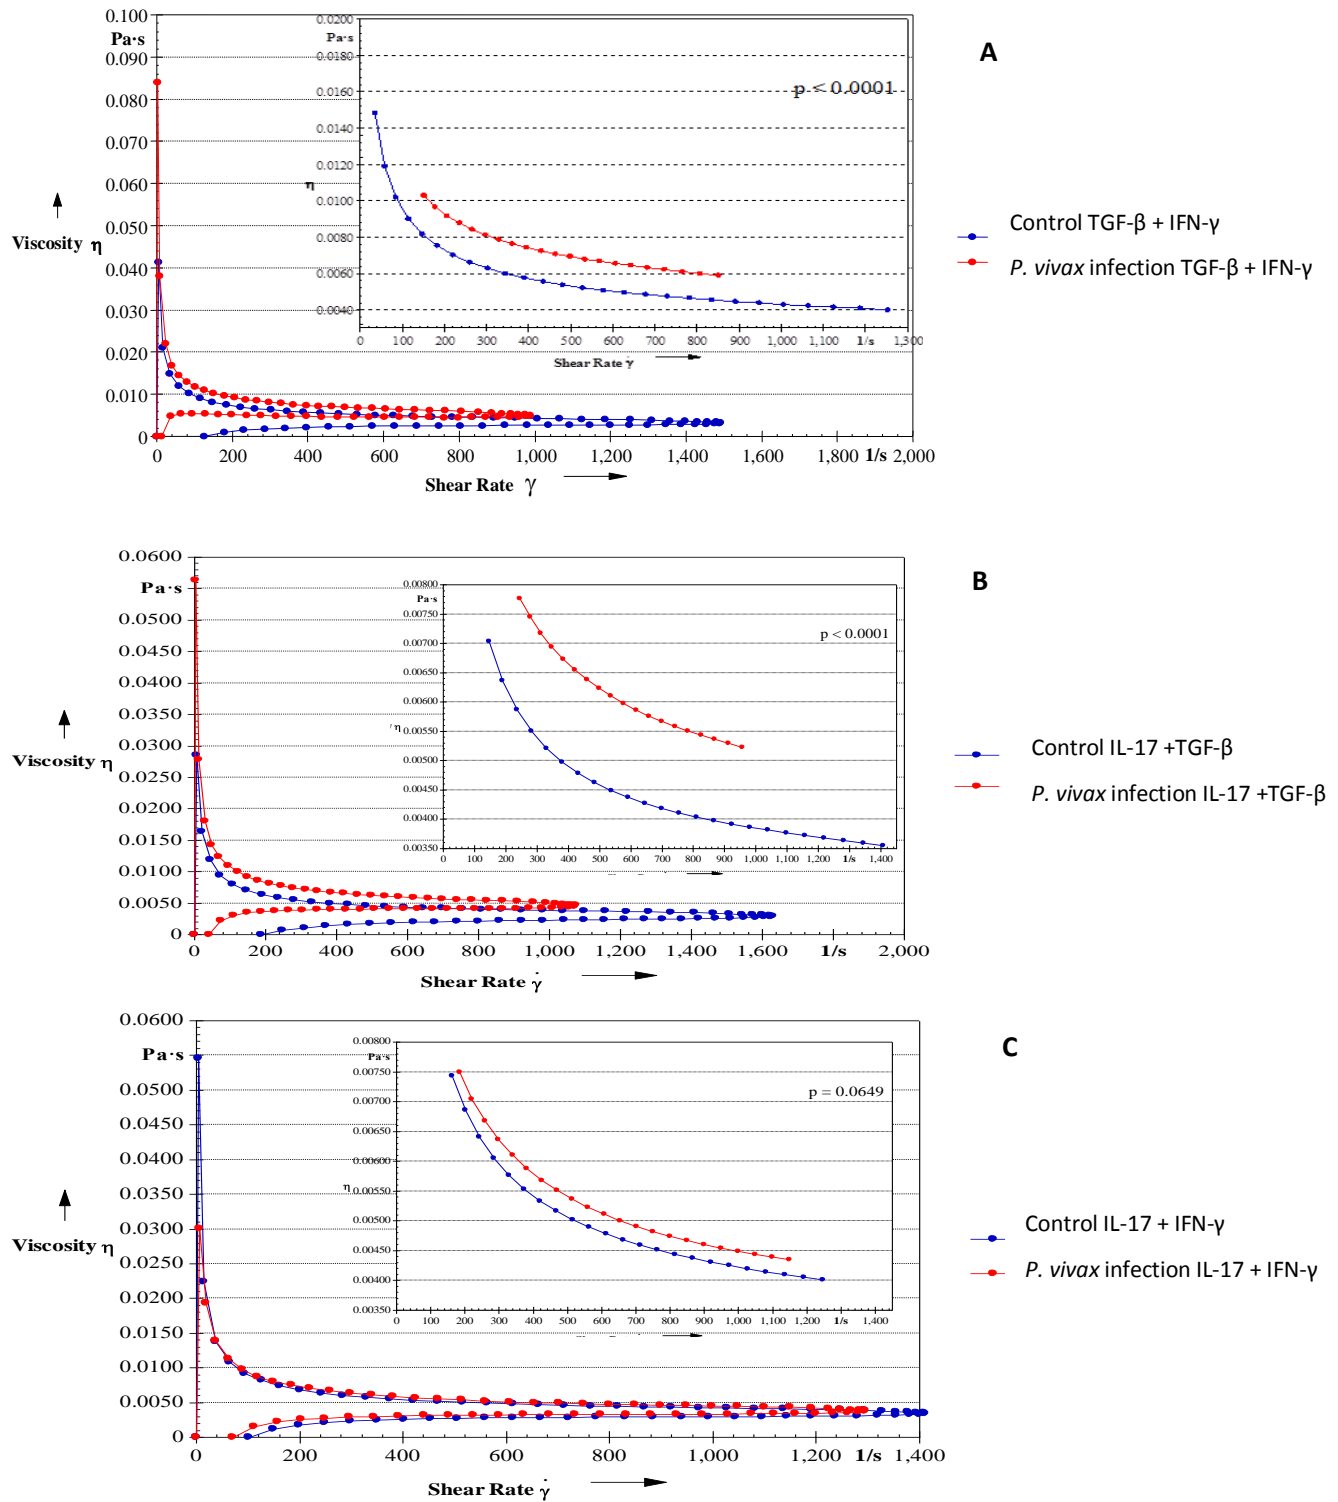 A
0.100
Pa·s
0.090
0.080
0.070
0.060
0.050
Viscosity η
0.040
0.030
0.020
0.010
0
0 200 400 600 800 1,000 1,200 1,400 1,600 1,800 1/s 2,000
Shear Rate γ
0.0200
Pa·s
0.0180
0.0160
0.0140
0.0120
η
0.0100
0.0080
0.0060
0.0040
0 100 200 300 400 500 600 700 800 900 1,000 1,100 1/s 1,300
Shear Rate γ
p < 0.0001
Control TGF-β + IFN-γ
P. vivax infection TGF-β + IFN-γ
B
0.0600
Pa·s
0.0500
0.0450
0.0400
0.0350
0.0300
Viscosity η
0.0250
0.0200
0.0150
0.0100
0.0050
0
0 200 400 600 800 1,000 1,200 1,400 1,600 1/s 2,000
Shear Rate γ̇
0.00800
Pa·s
0.00750
0.00700
0.00650
0.00600
η
0.00550
0.00500
0.00450
0.00400
0.00350
0 100 200 300 400 500 600 700 800 900 1,000 1,200 1/s 1,400
p < 0.0001
Control IL-17 +TGF-β
P. vivax infection IL-17 +TGF-β
C
0.0600
Pa·s
0.0500
0.0450
0.0400
0.0350
0.0300
Viscosity η
0.0250
0.0200
0.0150
0.0100
0.0050
0
0 200 400 600 800 1,000 1,200 1/s 1,400
Shear Rate γ̇
0.00800
Pa·s
0.00750
0.00700
0.00650
0.00600
η
0.00550
0.00500
0.00450
0.00400
0.00350
0 100 200 300 400 500 600 700 800 900 1,000 1,100 1/s 1,400
p = 0.0649
Control IL-17 + IFN-γ
P. vivax infection IL-17 + IFN-γ